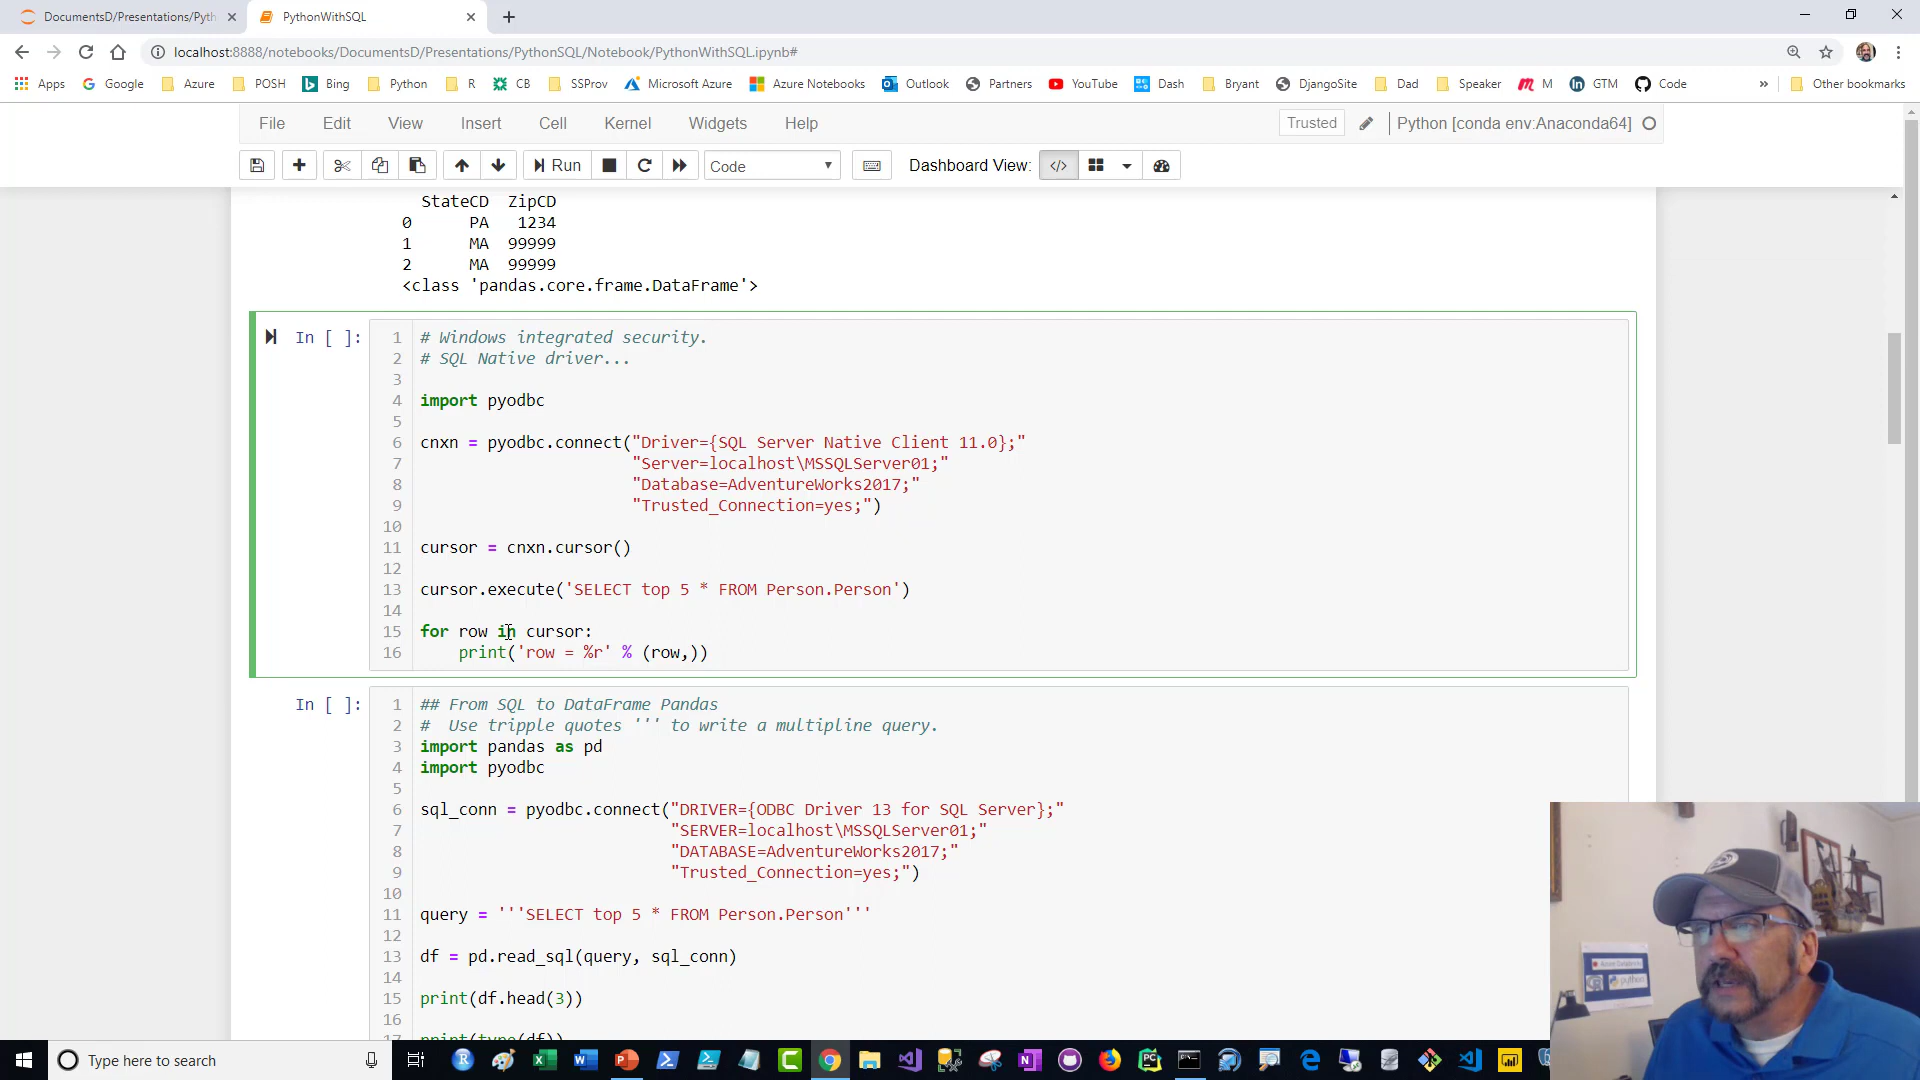 DocumentsD/Presentations/Pyth
PythonWithSQL
localhost:8888/notebooks/DocumentsD/Presentations/PythonSQL/Notebook/PythonWithSQL.ipynb#
Apps Google Azure POSH Bing Python R CB SSProv Microsoft Azure Azure Notebooks Outlook Partners YouTube Dash Bryant DjangoSite Dad Speaker M GTM Code » Other bookmarks
File Edit View Insert Cell Kernel Widgets Help Trusted Python [conda env:Anaconda64]
Run Code Dashboard View:
StateCD ZipCD
0 PA 1234
1 MA 99999
2 MA 99999
<class 'pandas.core.frame.DataFrame'>
In [ ]:
1 # Windows integrated security.
2 # SQL Native driver...
3
4 import pyodbc
5
6 cnxn = pyodbc.connect("Driver={SQL Server Native Client 11.0};"
7 "Server=localhost\MSSQLServer01;"
8 "Database=AdventureWorks2017;"
9 "Trusted_Connection=yes;")
10
11 cursor = cnxn.cursor()
12
13 cursor.execute('SELECT top 5 * FROM Person.Person')
14
15 for row in cursor:
16 print('row = %r' % (row,))
In [ ]:
1 ## From SQL to DataFrame Pandas
2 # Use tripple quotes ''' to write a multipline query.
3 import pandas as pd
4 import pyodbc
5
6 sql_conn = pyodbc.connect("DRIVER={ODBC Driver 13 for SQL Server};"
7 "SERVER=localhost\MSSQLServer01;"
8 "DATABASE=AdventureWorks2017;"
9 "Trusted_Connection=yes;")
10
11 query = '''SELECT top 5 * FROM Person.Person'''
12
13 df = pd.read_sql(query, sql_conn)
14
15 print(df.head(3))
16
17 print(type(df))
python
Type here to search